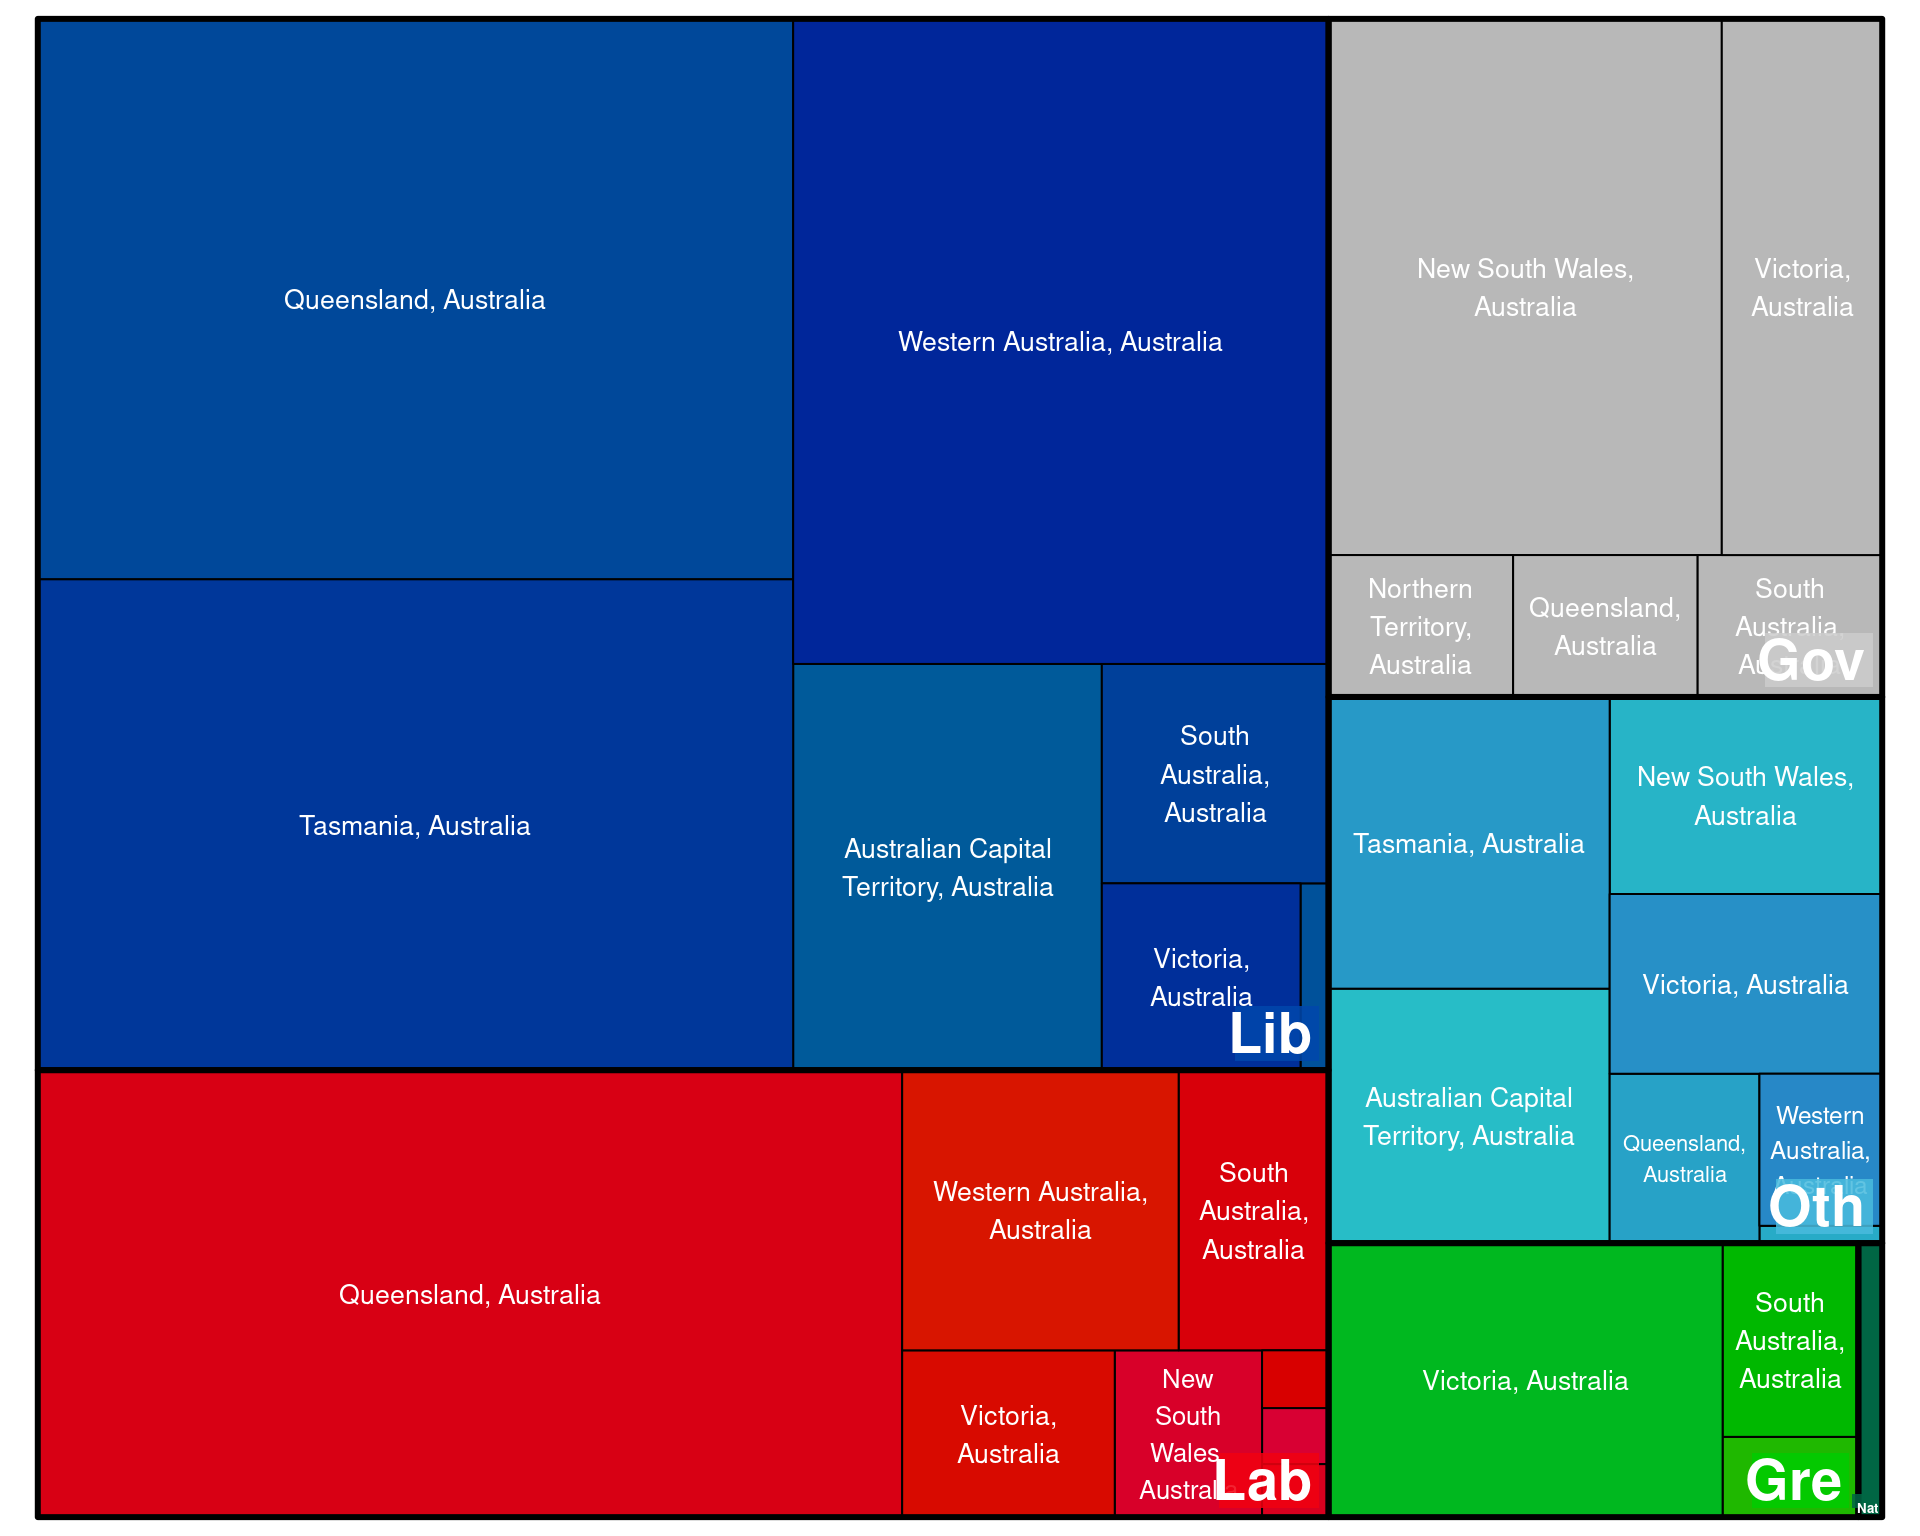 Queensland, Australia
Western Australia, Australia
Tasmania, Australia
Australian Capital
Territory, Australia
South
Australia,
Australia
Victoria,
Australia
Lib
New South Wales,
Australia
Victoria,
Australia
Northern
Territory,
Australia
Queensland,
Australia
South
Australia,
Gov
Tasmania, Australia
New South Wales,
Australia
Victoria, Australia
Australian Capital
Territory, Australia
Queensland,
Australia
Western
Australia,
Australia
Oth
Queensland, Australia
Western Australia,
Australia
South
Australia,
Australia
Victoria,
Australia
New
South
Wales,
Australia
Lab
Victoria, Australia
South
Australia,
Australia
Gre
Nat